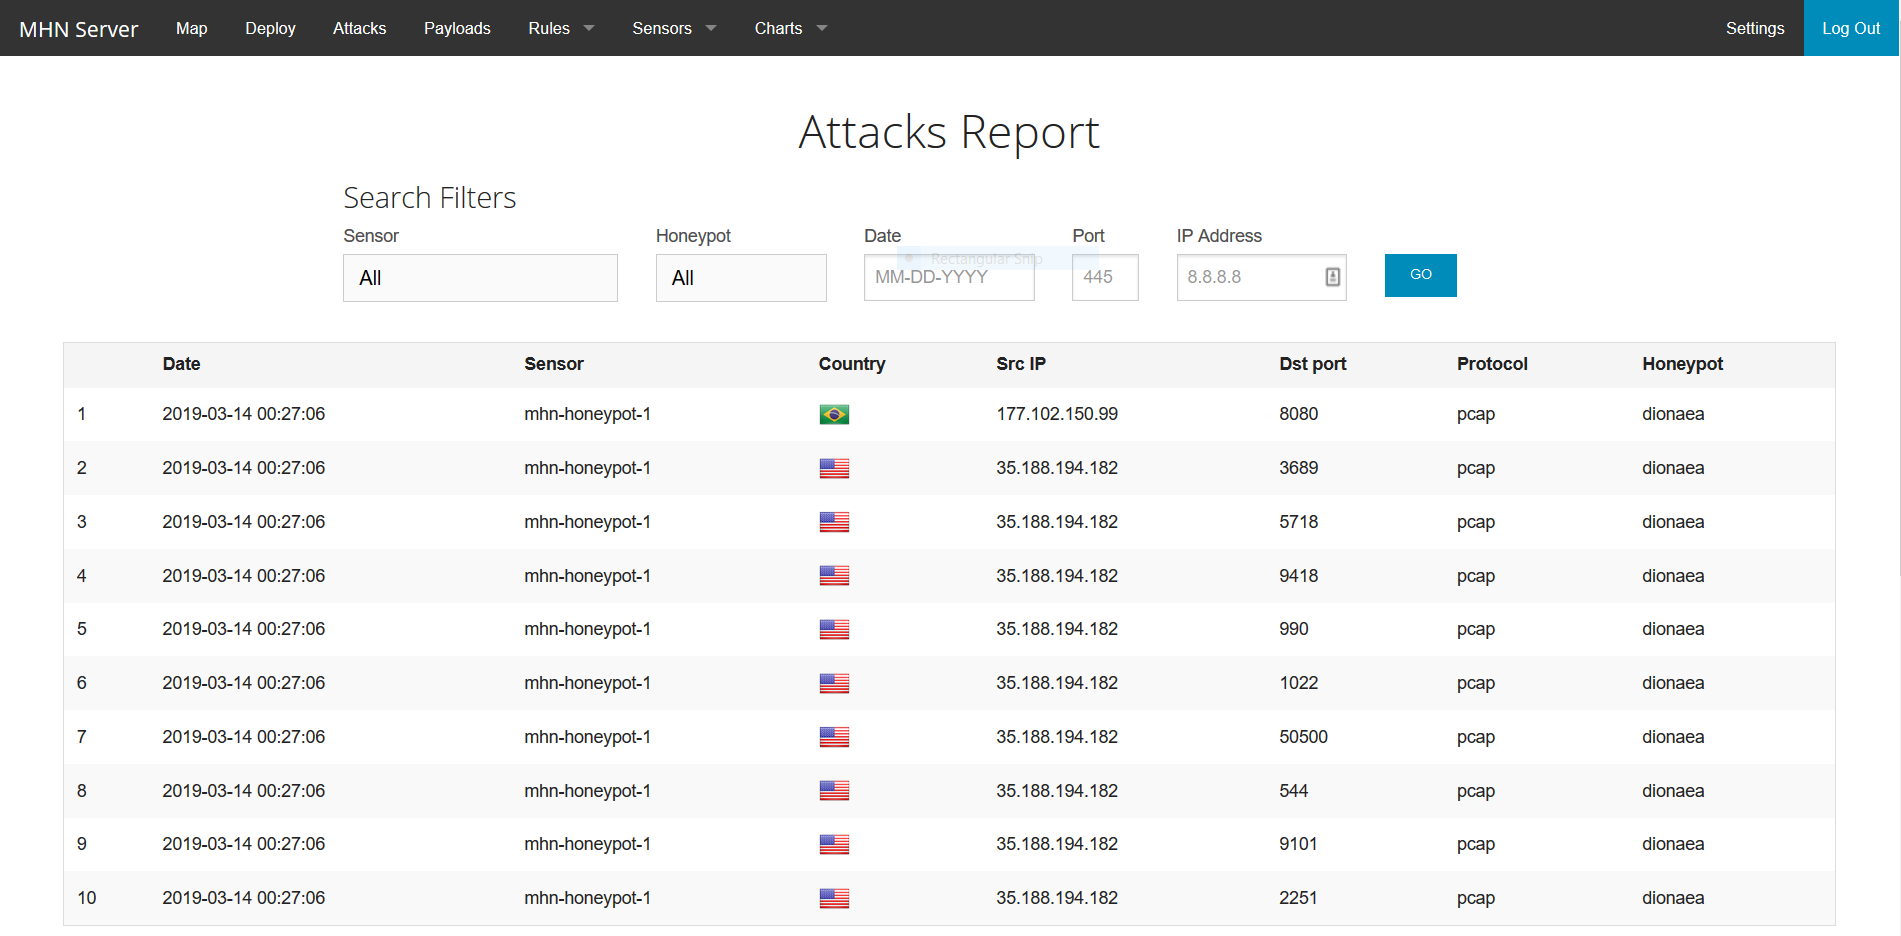 MHN Server Map Deploy Attacks Payloads Rules Sensors Charts Settings Log Out
Attacks Report
Search Filters
Sensor Honeypot Date Port IP Address
Rectangular Snip
All All MM-DD-YYYY 445 8.8.8.8 GO
Date Sensor Country Src IP Dst port Protocol Honeypot
1 2019-03-14 00:27:06 mhn-honeypot-1 177.102.150.99 8080 pcap dionaea
2 2019-03-14 00:27:06 mhn-honeypot-1 35.188.194.182 3689 pcap dionaea
3 2019-03-14 00:27:06 mhn-honeypot-1 35.188.194.182 5718 pcap dionaea
4 2019-03-14 00:27:06 mhn-honeypot-1 35.188.194.182 9418 pcap dionaea
5 2019-03-14 00:27:06 mhn-honeypot-1 35.188.194.182 990 pcap dionaea
6 2019-03-14 00:27:06 mhn-honeypot-1 35.188.194.182 1022 pcap dionaea
7 2019-03-14 00:27:06 mhn-honeypot-1 35.188.194.182 50500 pcap dionaea
8 2019-03-14 00:27:06 mhn-honeypot-1 35.188.194.182 544 pcap dionaea
9 2019-03-14 00:27:06 mhn-honeypot-1 35.188.194.182 9101 pcap dionaea
10 2019-03-14 00:27:06 mhn-honeypot-1 35.188.194.182 2251 pcap dionaea